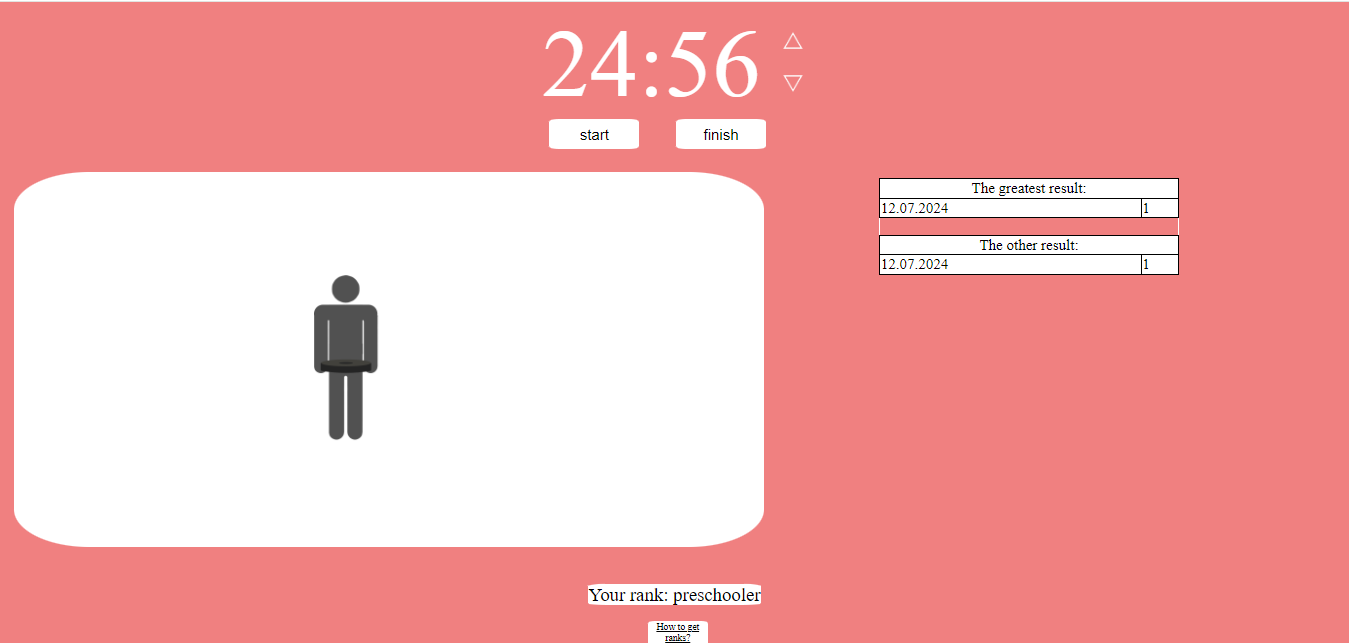 24:56
start finish
The greatest result:
12.07.2024 1
The other result:
12.07.2024 1
Your rank: preschooler
How to get
ranks?